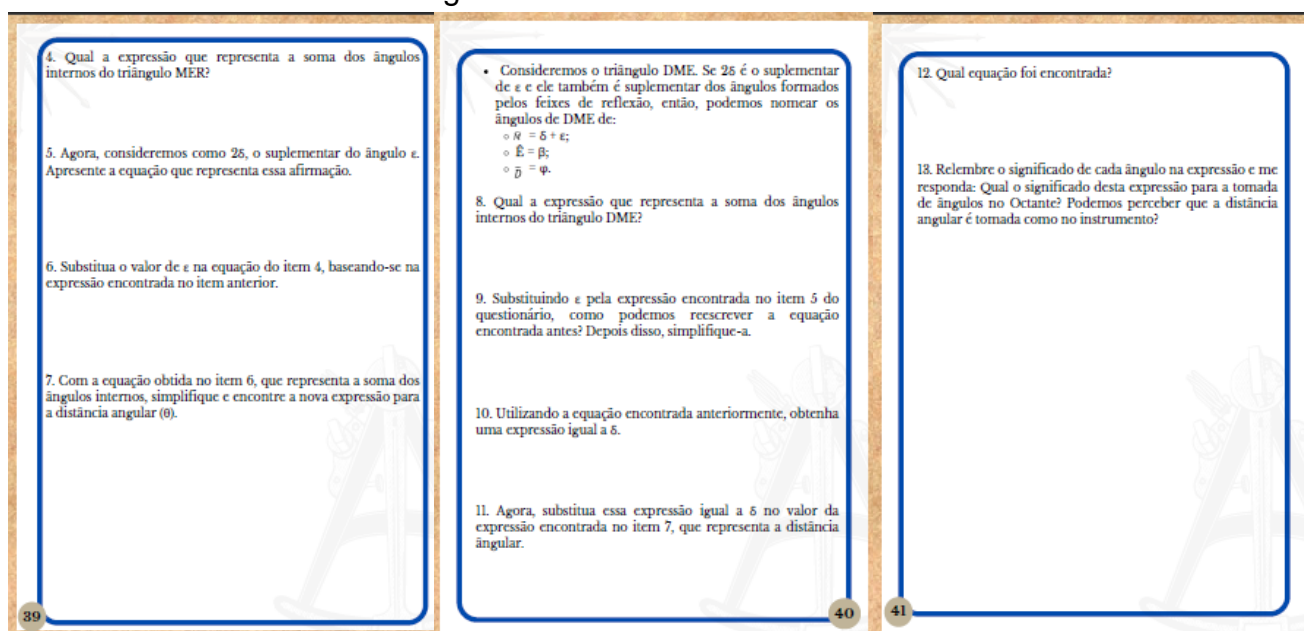 4. Qual a expressão que representa a soma dos ângulos
internos do triângulo MER?
5. Agora, consideremos como 2δ, o suplementar do ângulo ε.
Apresente a equação que representa essa afirmação.
6. Substitua o valor de ε na equação do item 4, baseando-se na
expressão encontrada no item anterior.
7. Com a equação obtida no item 6, que representa a soma dos
ângulos internos, simplifique e encontre a nova expressão para
a distância angular (θ).
39
• Consideremos o triângulo DME. Se 2δ é o suplementar
de ε e ele também é suplementar dos ângulos formados
pelos feixes de reflexão, então, podemos nomear os
ângulos de DME de:
= δ + ε;
Ê = β;
= φ.
8. Qual a expressão que representa a soma dos ângulos
internos do triângulo DME?
9. Substituindo ε pela expressão encontrada no item 5 do
questionário, como podemos reescrever a equação
encontrada antes? Depois disso, simplifique-a.
10. Utilizando a equação encontrada anteriormente, obtenha
uma expressão igual a δ.
11. Agora, substitua essa expressão igual a δ no valor da
expressão encontrada no item 7, que representa a distância
ângular.
40
12. Qual equação foi encontrada?
13. Relembre o significado de cada ângulo na expressão e me
responda: Qual o significado desta expressão para a tomada
de ângulos no Octante? Podemos perceber que a distância
angular é tomada como no instrumento?
41